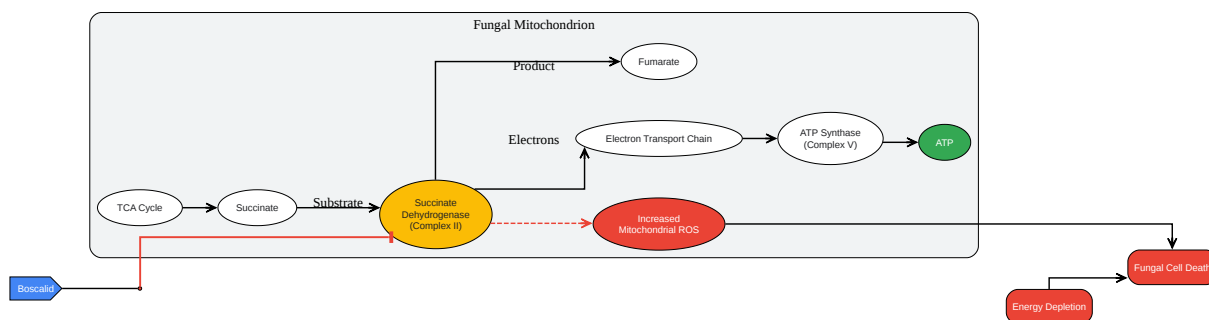 Fungal Mitochondrion
Product
Fumarate
Electrons
Electron Transport Chain
ATP Synthase
(Complex V)
ATP
TCA Cycle
Succinate
Substrate
Succinate
Dehydrogenase
(Complex II)
Increased
Mitochondrial ROS
Boscalid
Fungal Cell Death
Energy Depletion